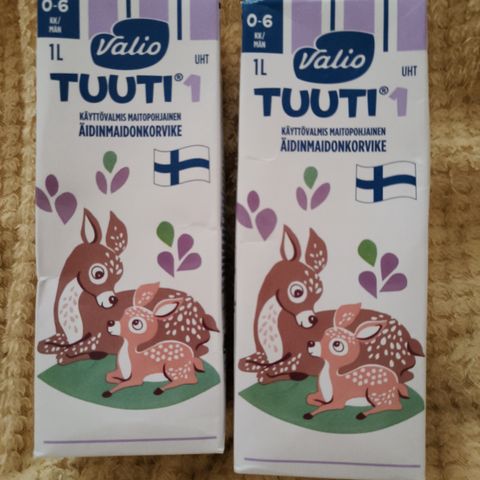 0-6
KK/
MÅN
Valio
1L
UHT
TUUTI® 1
KÄYTTÖVALMIS MAITOPOHJAINEN
ÄIDINMAIDONKORVIKE
0-6
KK/
MÅN
Valio
1L
UHT
TUUTI® 1
KÄYTTÖVALMIS MAITOPOHJAINEN
ÄIDINMAIDONKORVIKE